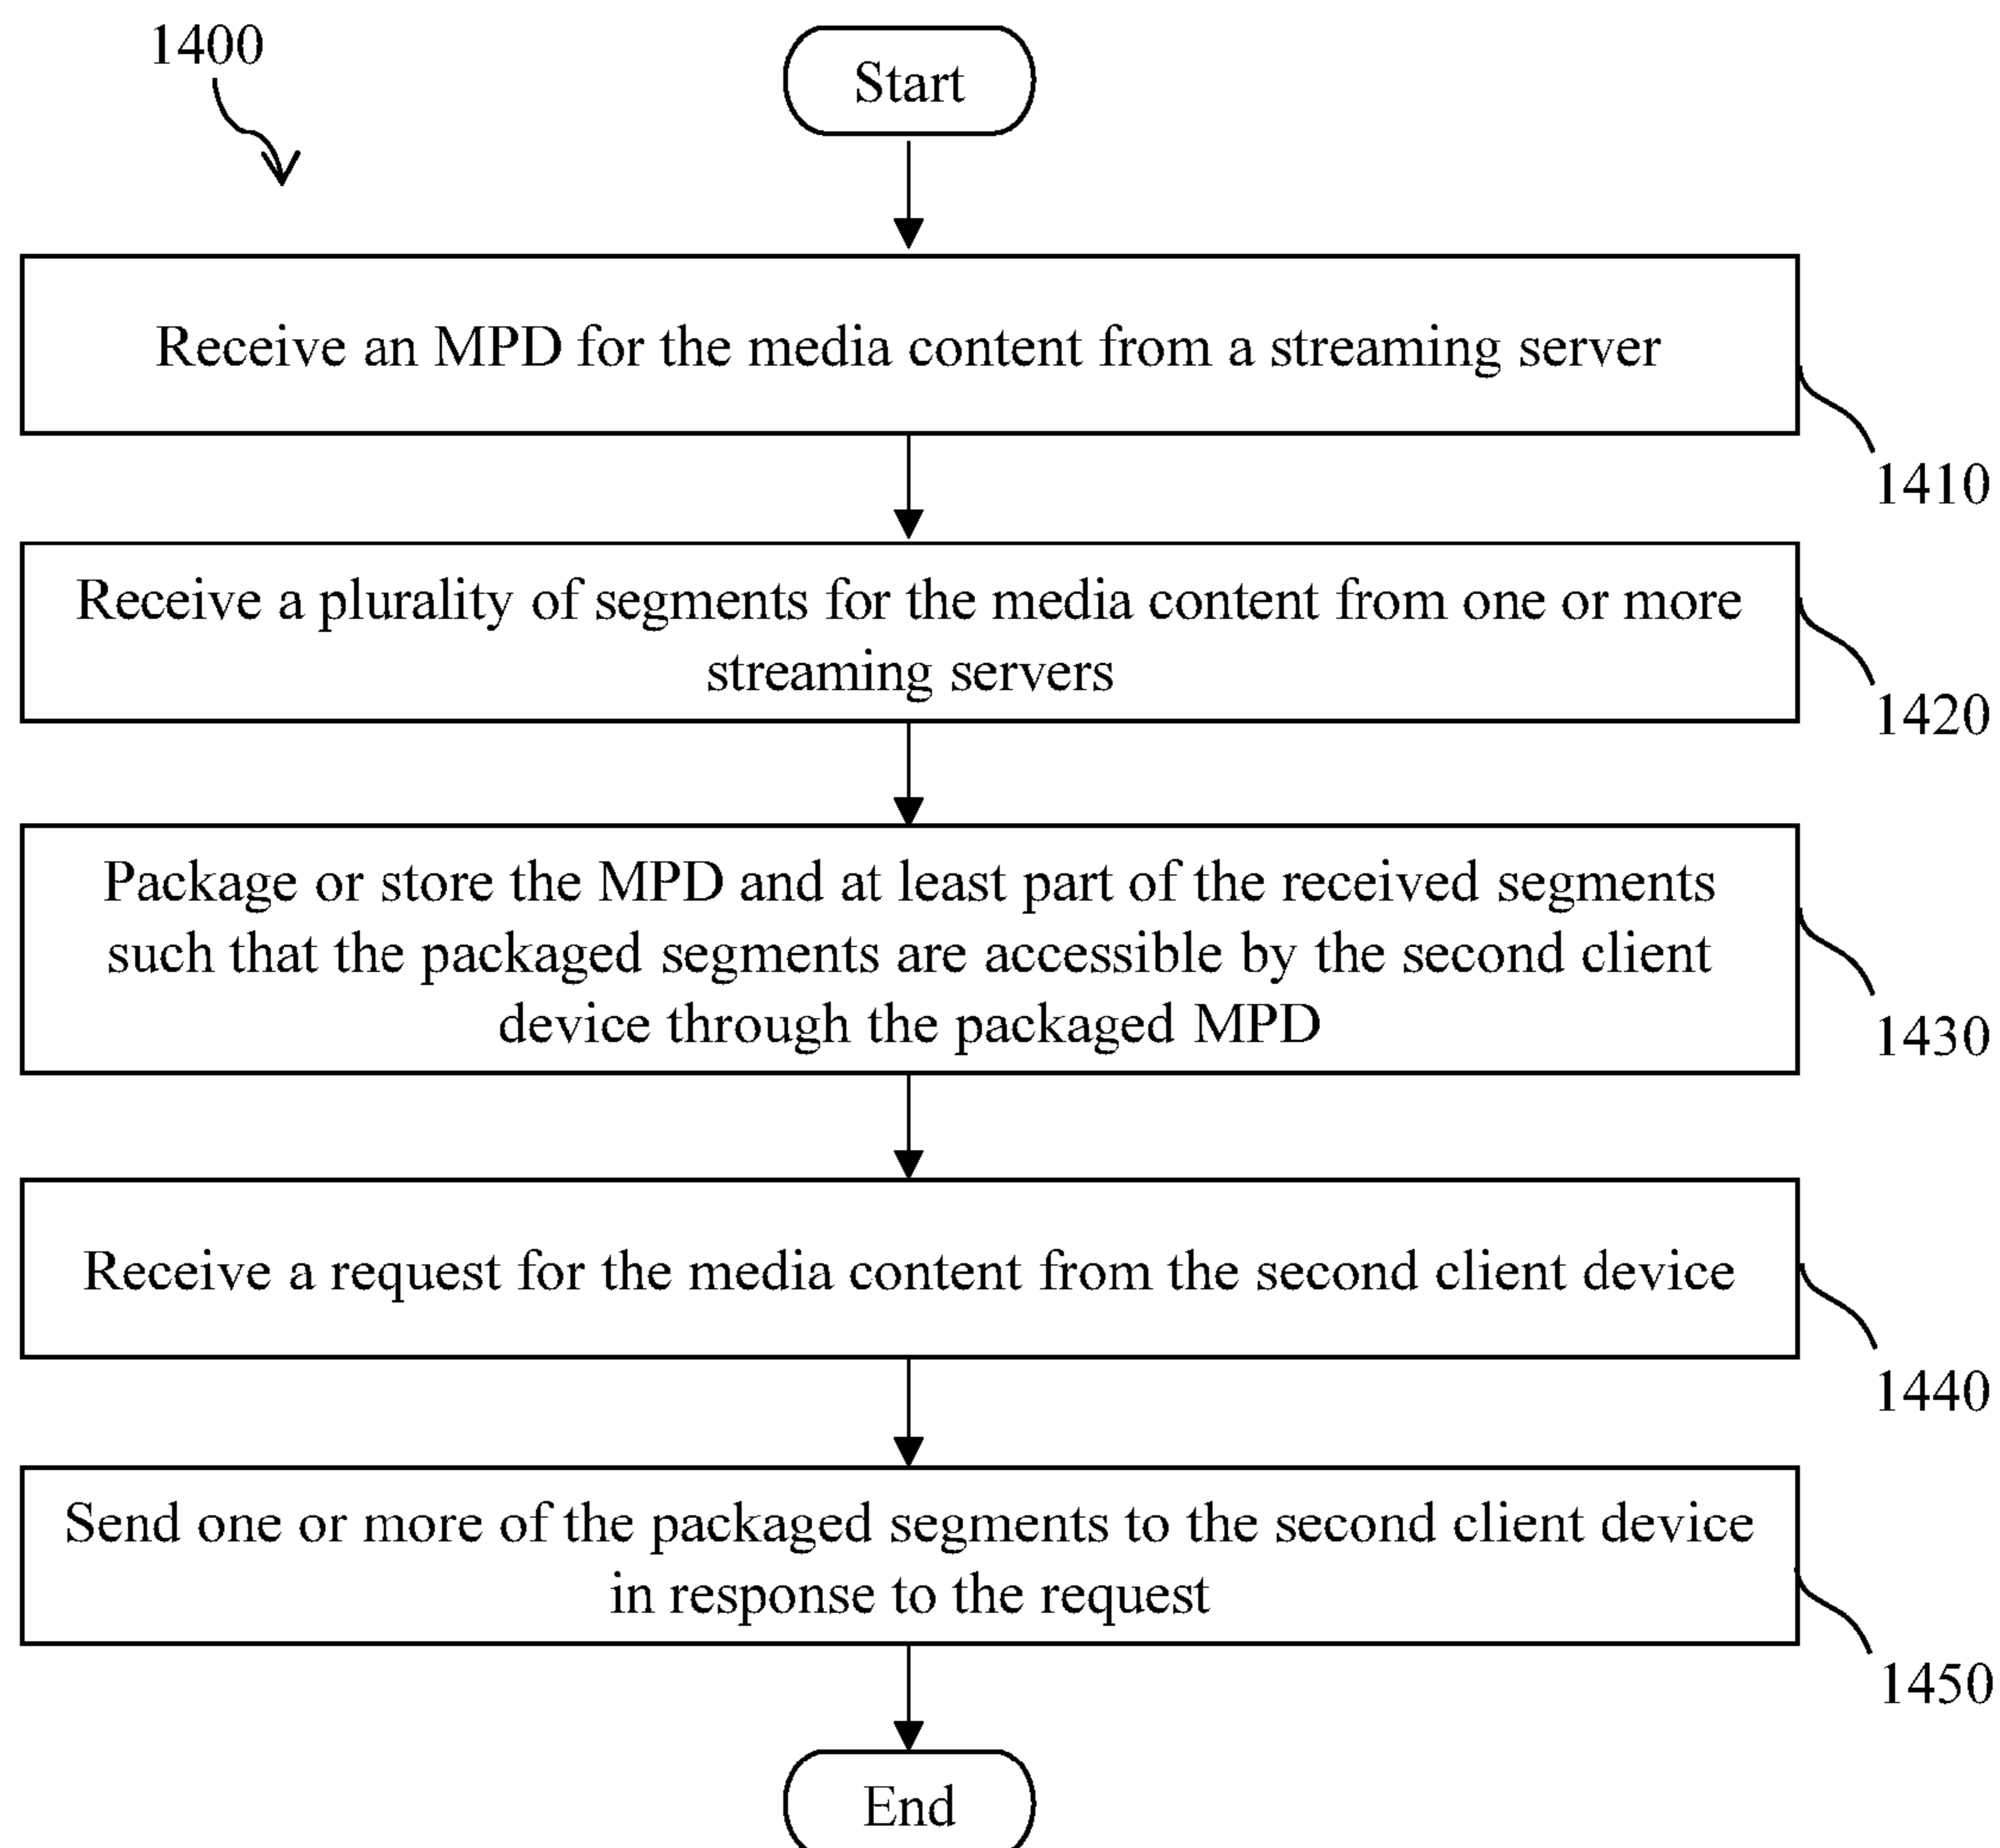 1400
Start
Receive an MPD for the media content from a streaming server
1410
Receive a plurality of segments for the media content from one or more
streaming servers
1420
Package or store the MPD and at least part of the received segments
such that the packaged segments are accessible by the second client
device through the packaged MPD
1430
Receive a request for the media content from the second client device
1440
Send one or more of the packaged segments to the second client device
in response to the request
1450
End